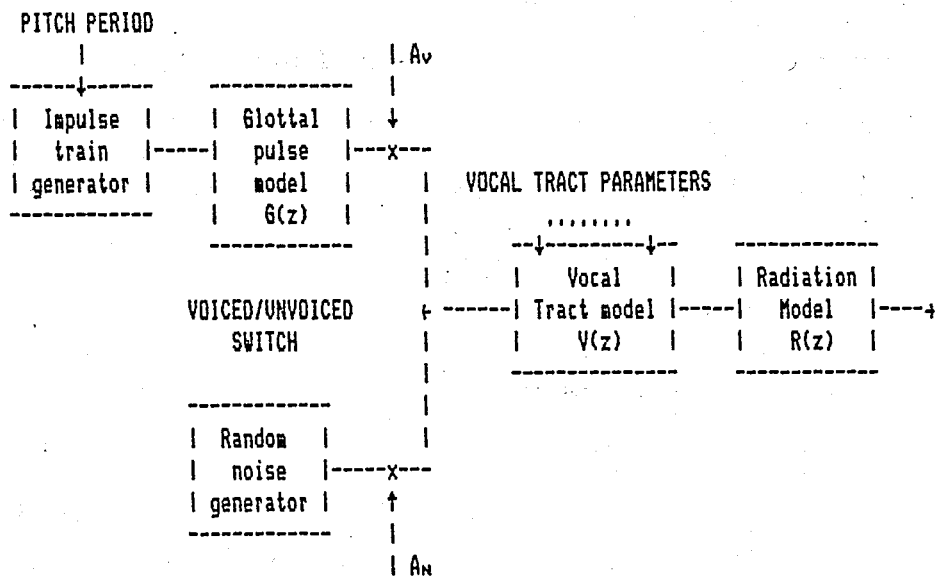 PITCH PERIOD
Av
Impulse train generator
Glottal pulse model G(z)
x
VOCAL TRACT PARAMETERS
Vocal Tract model V(z)
Radiation Model R(z)
VOICED/UNVOICED SWITCH
Random noise generator
x
AN